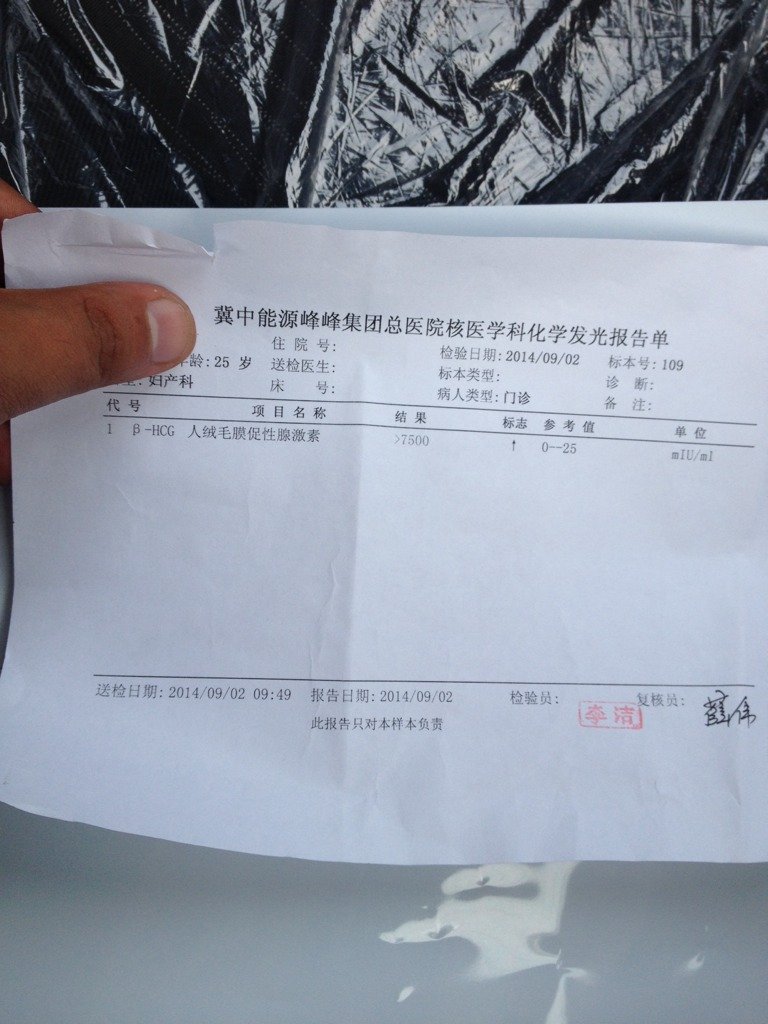 冀中能源峰峰集团总医院核医学科化学发光报告单
住 院 号: 检验日期: 2014/09/02 标本号: 109
年龄: 25 岁 送检医生: 标本类型: 诊 断:
妇产科 床 号: 病人类型: 门诊 备 注:
代 号 项 目 名 称 结 果 标志 参 考 值 单 位
1 β-HCG 人绒毛膜促性腺激素 >7500 ↑ 0--25 mIU/ml
送检日期: 2014/09/02 09:49 报告日期: 2014/09/02 检验员: 李洁 复核员:
此报告只对本样本负责